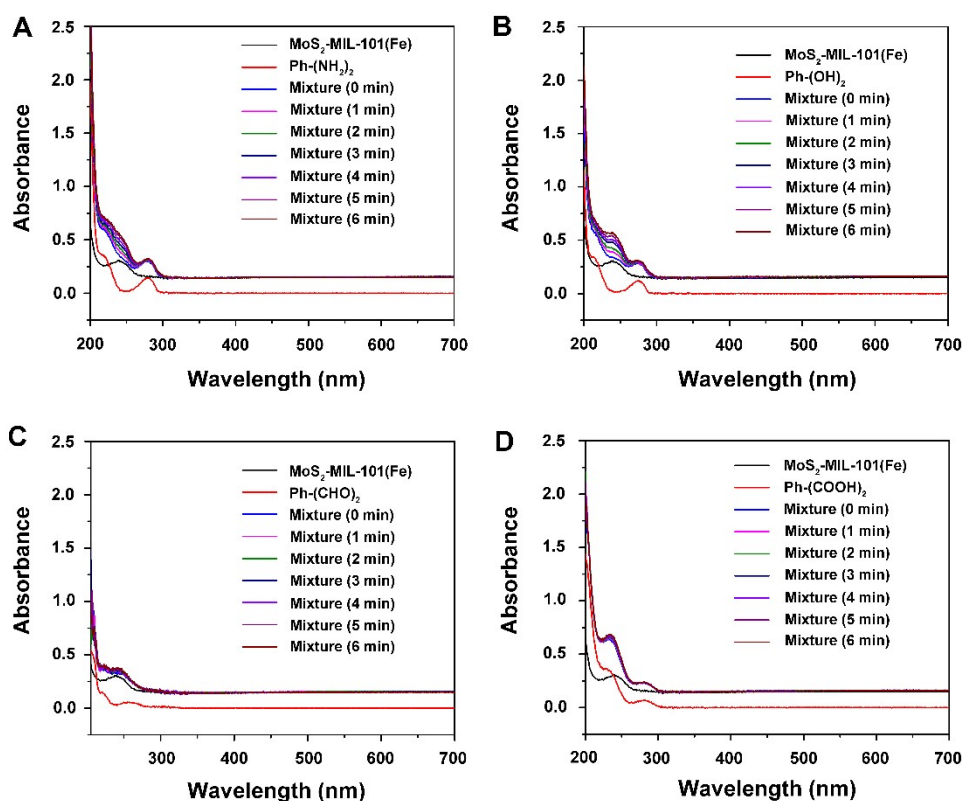 A
Absorbance
2.5
2.0
1.5
1.0
0.5
0.0
MoS₂-MIL-101(Fe)
Ph-(NH₂)₂
Mixture (0 min)
Mixture (1 min)
Mixture (2 min)
Mixture (3 min)
Mixture (4 min)
Mixture (5 min)
Mixture (6 min)
200 300 400 500 600 700
Wavelength (nm)
B
Absorbance
2.5
2.0
1.5
1.0
0.5
0.0
MoS₂-MIL-101(Fe)
Ph-(OH)₂
Mixture (0 min)
Mixture (1 min)
Mixture (2 min)
Mixture (3 min)
Mixture (4 min)
Mixture (5 min)
Mixture (6 min)
200 300 400 500 600 700
Wavelength (nm)
C
Absorbance
2.5
2.0
1.5
1.0
0.5
0.0
MoS₂-MIL-101(Fe)
Ph-(CHO)₂
Mixture (0 min)
Mixture (1 min)
Mixture (2 min)
Mixture (3 min)
Mixture (4 min)
Mixture (5 min)
Mixture (6 min)
300 400 500 600 700
Wavelength (nm)
D
Absorbance
2.5
2.0
1.5
1.0
0.5
0.0
MoS₂-MIL-101(Fe)
Ph-(COOH)₂
Mixture (0 min)
Mixture (1 min)
Mixture (2 min)
Mixture (3 min)
Mixture (4 min)
Mixture (5 min)
Mixture (6 min)
200 300 400 500 600 700
Wavelength (nm)